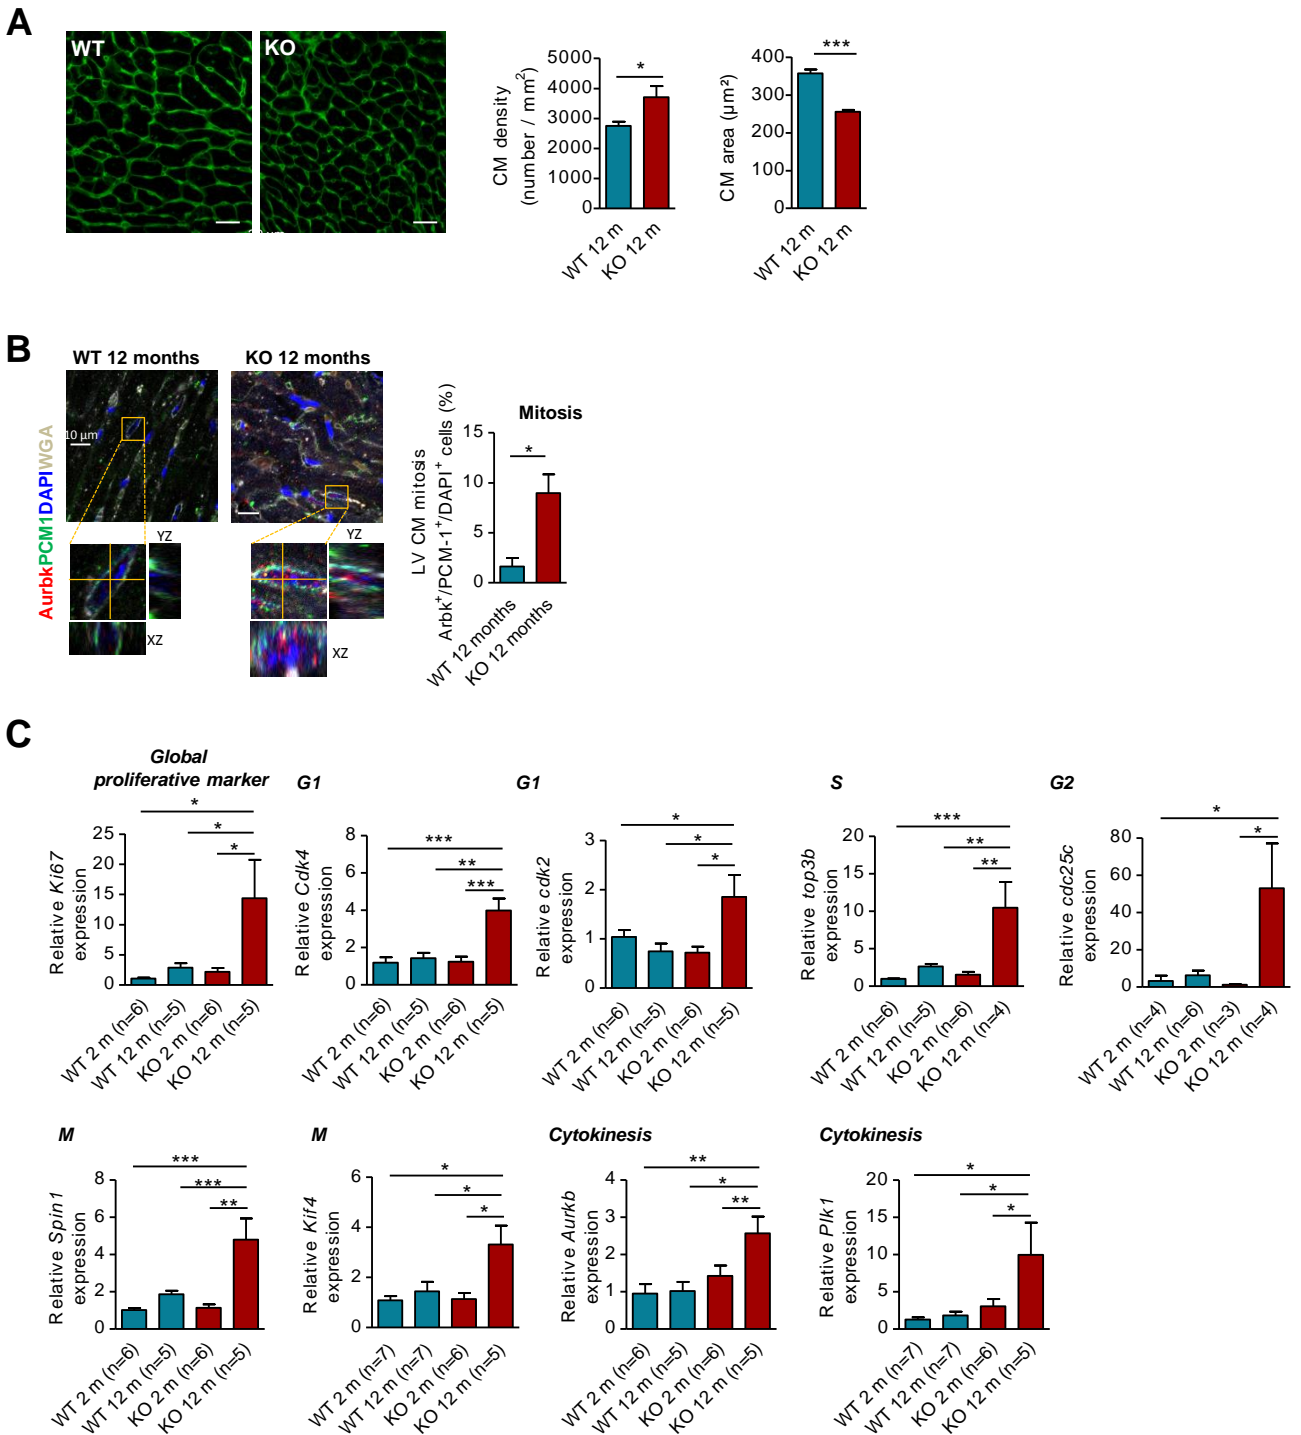 A
WT
KO
CM density
(number / mm²)
5000
4000
3000
2000
1000
0
*
WT 12 m
KO 12 m
CM area (µm²)
400
300
200
100
0
***
WT 12 m
KO 12 m
B
WT 12 months
KO 12 months
AurbkPCM1DAPIWGA
10 µm
YZ
XZ
YZ
XZ
Mitosis
LV CM mitosis
Arbk⁺/PCM-1⁺/DAPI⁺ cells (%)
15
10
5
0
*
WT 12 months
KO 12 months
C
Global
proliferative marker
Relative Ki67
expression
25
20
15
10
5
0
*
*
*
WT 2 m (n=6)
WT 12 m (n=5)
KO 2 m (n=6)
KO 12 m (n=5)
G1
Relative Cdk4
expression
8
6
4
2
0
***
**
***
WT 2 m (n=6)
WT 12 m (n=5)
KO 2 m (n=6)
KO 12 m (n=5)
G1
Relative cdk2
expression
3
2
1
0
*
*
*
WT 2 m (n=6)
WT 12 m (n=5)
KO 2 m (n=6)
KO 12 m (n=5)
S
Relative top3b
expression
20
15
10
5
0
***
**
**
WT 2 m (n=6)
WT 12 m (n=5)
KO 2 m (n=6)
KO 12 m (n=4)
G2
Relative cdc25c
expression
80
60
40
20
0
*
*
WT 2 m (n=4)
WT 12 m (n=6)
KO 2 m (n=3)
KO 12 m (n=4)
M
Relative Spin1
expression
8
6
4
2
0
***
***
**
WT 2 m (n=6)
WT 12 m (n=5)
KO 2 m (n=6)
KO 12 m (n=5)
M
Relative Kif4
expression
6
4
2
0
*
*
*
WT 2 m (n=7)
WT 12 m (n=7)
KO 2 m (n=6)
KO 12 m (n=5)
Cytokinesis
Relative Aurkb
expression
4
3
2
1
0
**
*
**
WT 2 m (n=6)
WT 12 m (n=5)
KO 2 m (n=6)
KO 12 m (n=5)
Cytokinesis
Relative Plk1
expression
20
15
10
5
0
*
*
*
WT 2 m (n=7)
WT 12 m (n=7)
KO 2 m (n=6)
KO 12 m (n=5)